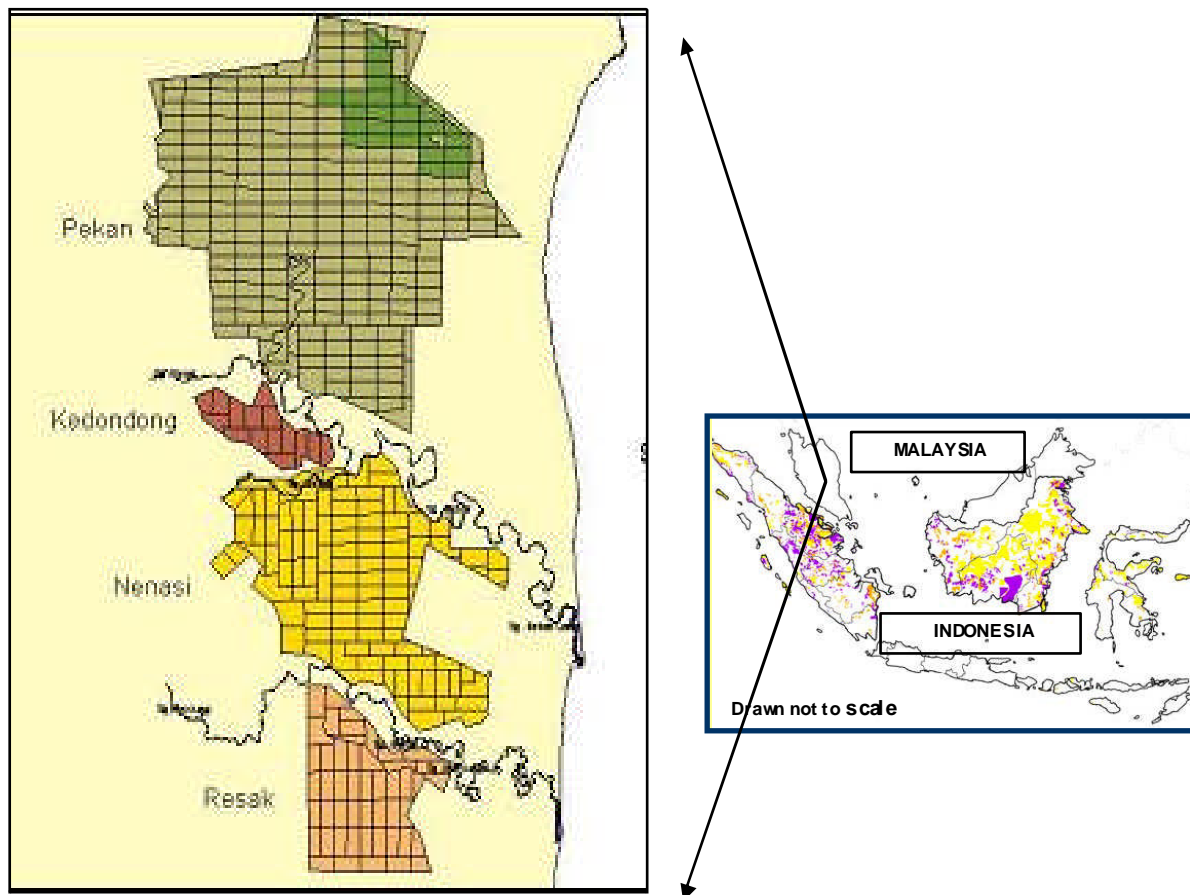 Pekan
Kedondong
Nenasi
Resak
MALAYSIA
INDONESIA
Drawn not to scale